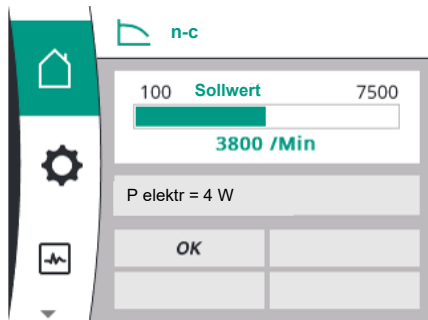 n-c
100 Sollwert 7500
3800 /Min
P elektr = 4 W
OK